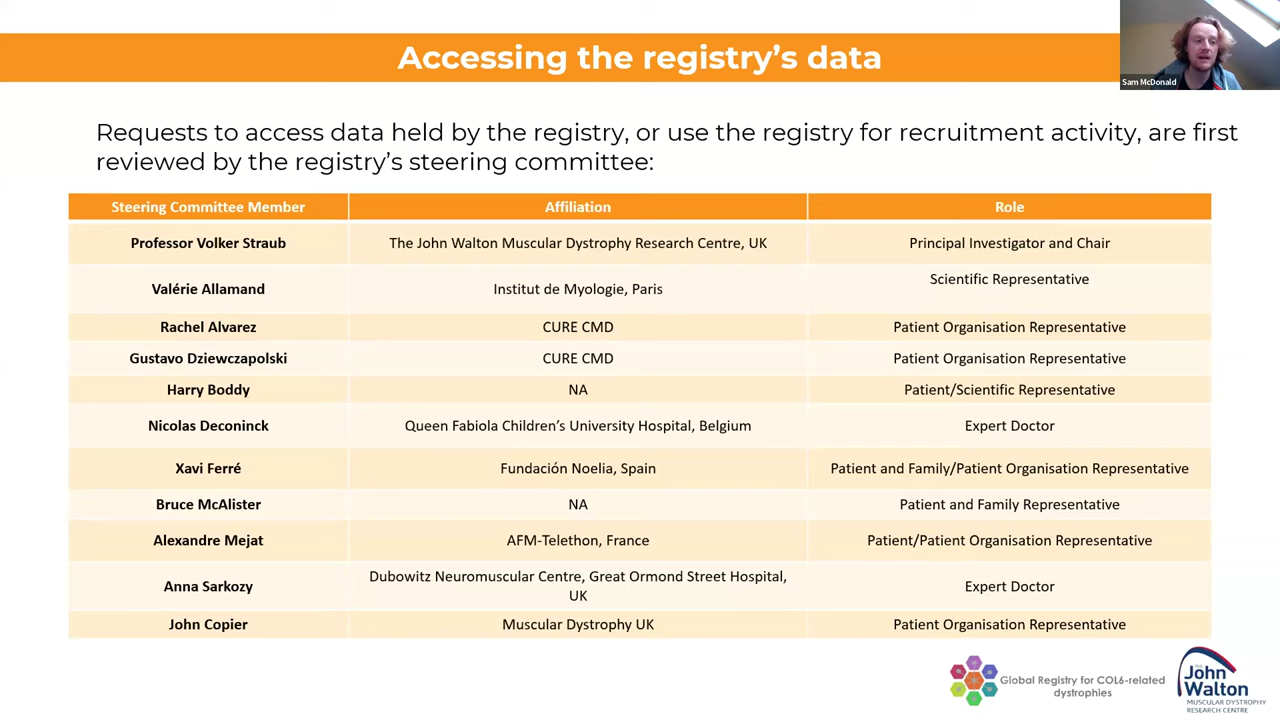 Accessing the registry's data
Sam McDonald
Requests to access data held by the registry, or use the registry for recruitment activity, are first
reviewed by the registry's steering committee:
Steering Committee Member Affiliation Role
Professor Volker Straub The John Walton Muscular Dystrophy Research Centre, UK Principal Investigator and Chair
Valérie Allamand Institut de Myologie, Paris Scientific Representative
Rachel Alvarez CURE CMD Patient Organisation Representative
Gustavo Dziewczapolski CURE CMD Patient Organisation Representative
Harry Boddy NA Patient/Scientific Representative
Nicolas Deconinck Queen Fabiola Children's University Hospital, Belgium Expert Doctor
Xavi Ferré Fundación Noelia, Spain Patient and Family/Patient Organisation Representative
Bruce McAlister NA Patient and Family Representative
Alexandre Mejat AFM-Telethon, France Patient/Patient Organisation Representative
Anna Sarkozy Dubowitz Neuromuscular Centre, Great Ormond Street Hospital,
UK Expert Doctor
John Copier Muscular Dystrophy UK Patient Organisation Representative
Global Registry for COL6-related
dystrophies
THE
John
Walton
MUSCULAR DYSTROPHY
RESEARCH CENTRE